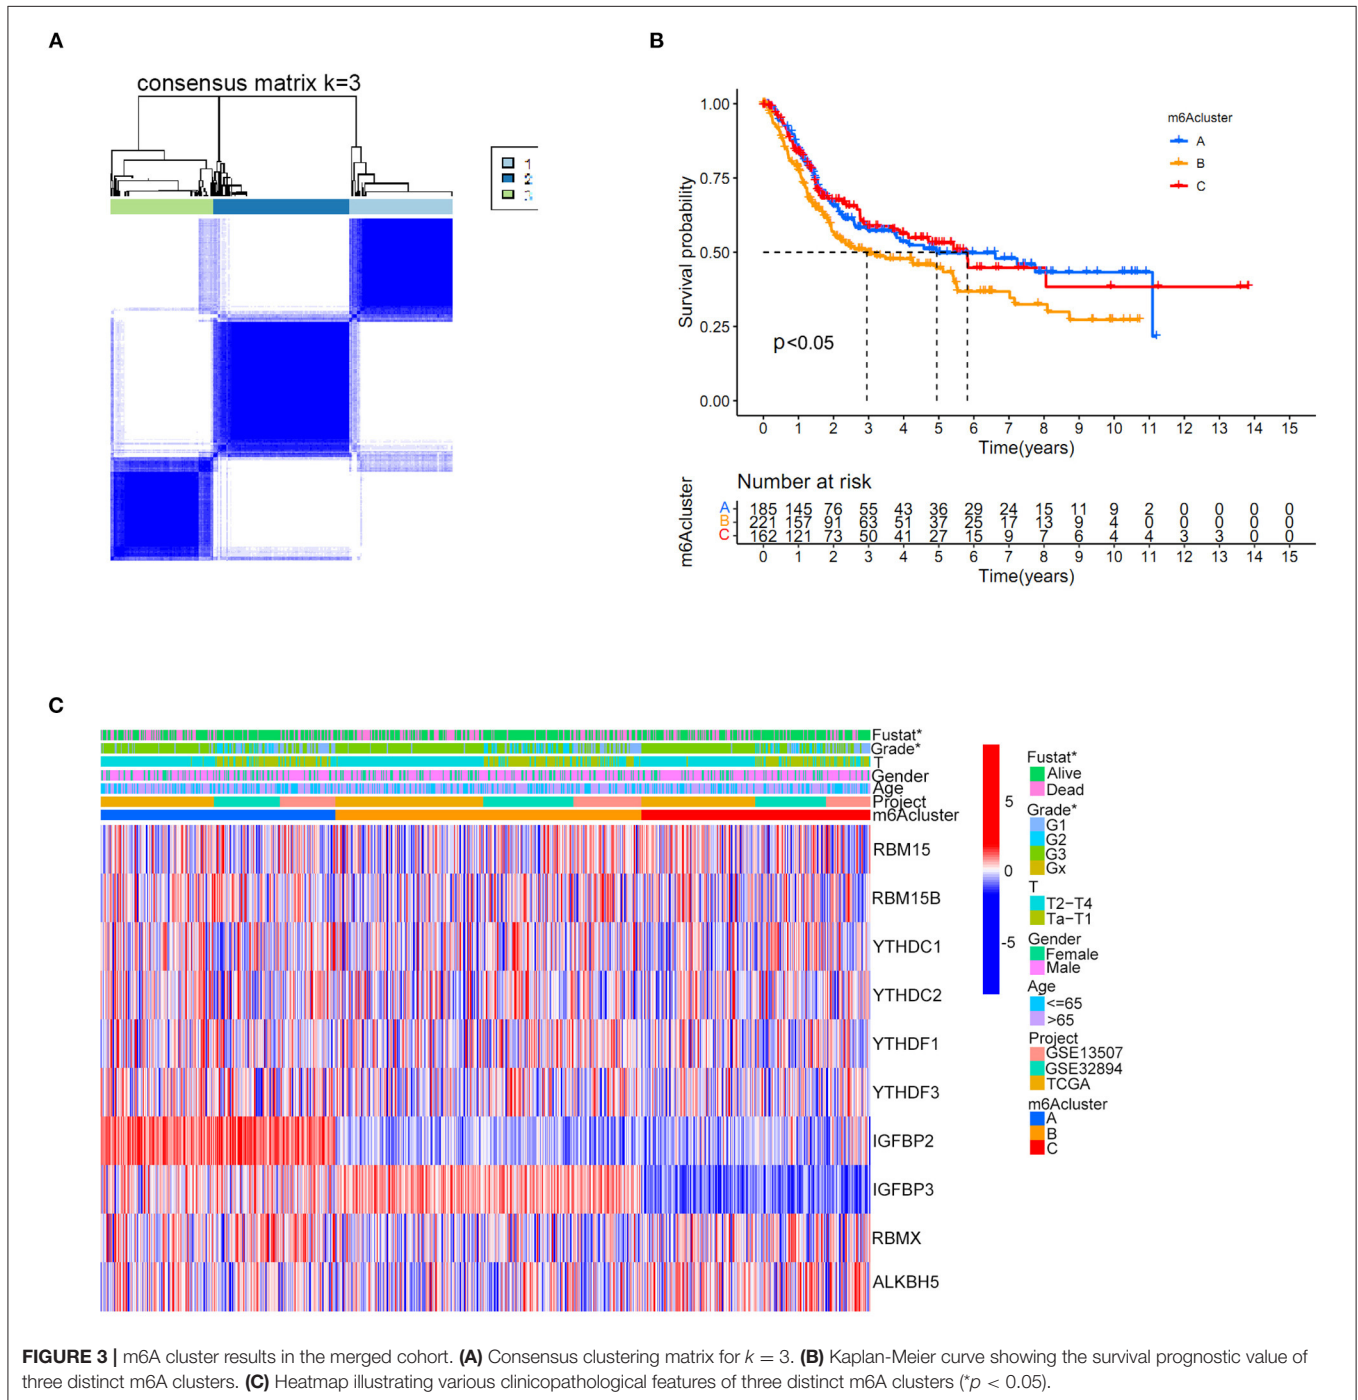 A
consensus matrix k=3
1
2
3
B
1.00
0.75
0.50
0.25
0.00
Survival probability
p<0.05
m6Acluster
A
B
C
0 1 2 3 4 5 6 7 8 9 10 11 12 13 14 15
Time(years)
Number at risk
m6Acluster
A 185 145 76 55 43 36 29 24 15 11 9 2 0 0 0 0
B 221 157 91 63 51 37 25 17 13 9 4 0 0 0 0 0
C 162 121 73 50 41 27 15 9 7 6 4 4 3 3 0 0
0 1 2 3 4 5 6 7 8 9 10 11 12 13 14 15
Time(years)
C
Fustat*
Grade*
T
Gender
Age
Project
m6Acluster
RBM15
RBM15B
YTHDC1
YTHDC2
YTHDF1
YTHDF3
IGFBP2
IGFBP3
RBMX
ALKBH5
5
0
-5
Fustat*
Alive
Dead
Grade*
G1
G2
G3
Gx
T
T2-T4
Ta-T1
Gender
Female
Male
Age
<=65
>65
Project
GSE13507
GSE32894
TCGA
m6Acluster
A
B
C
FIGURE 3 | m6A cluster results in the merged cohort. (A) Consensus clustering matrix for k = 3. (B) Kaplan-Meier curve showing the survival prognostic value of
three distinct m6A clusters. (C) Heatmap illustrating various clinicopathological features of three distinct m6A clusters (*p < 0.05).